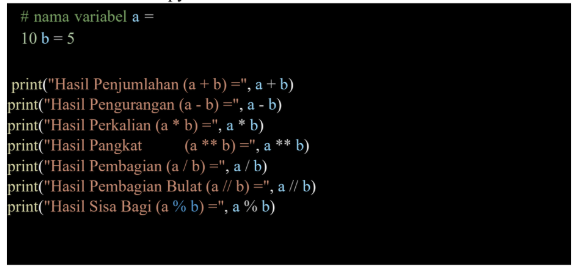 # nama variabel a =
10 b = 5
print("Hasil Penjumlahan (a + b) =", a + b)
print("Hasil Pengurangan (a - b) =", a - b)
print("Hasil Perkalian (a * b) =", a * b)
print("Hasil Pangkat (a ** b) =", a ** b)
print("Hasil Pembagian (a / b) =", a / b)
print("Hasil Pembagian Bulat (a // b) =", a // b)
print("Hasil Sisa Bagi (a % b) =", a % b)